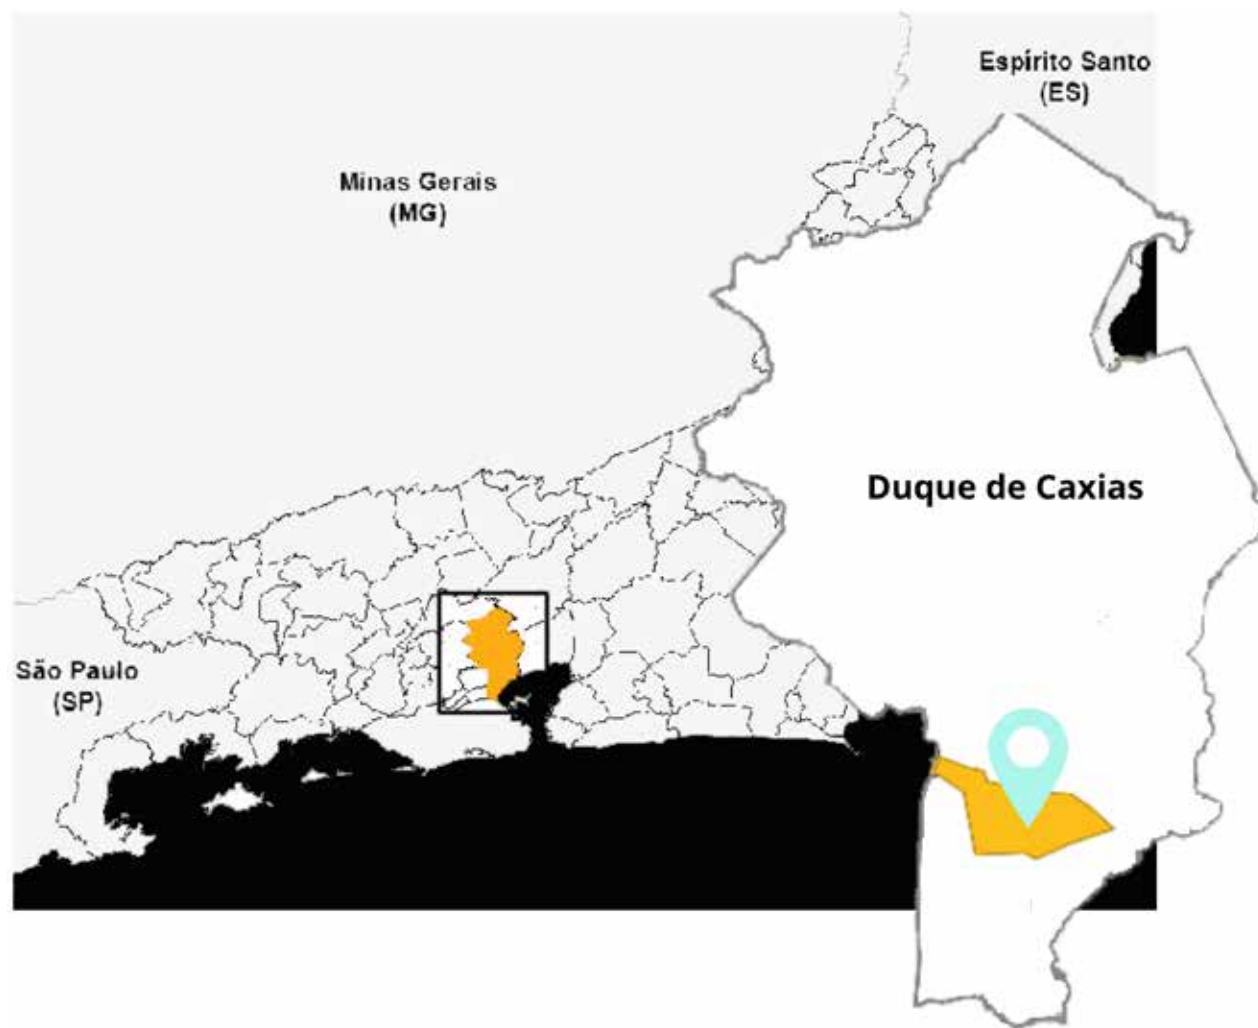 Espírito Santo
(ES)
Minas Gerais
(MG)
Duque de Caxias
São Paulo
(SP)